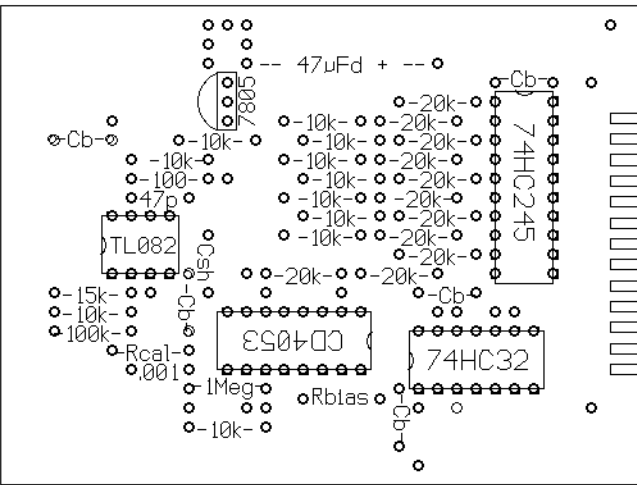 -- 47µFd + --
-Cb-
7805
-20k-
-10k-
-20k-
-Cb-
-10k-
-10k-
-20k-
74HC245
-10k-
-10k-
-20k-
-100-
-10k-
-20k-
47p
-10k-
-20k-
-10k-
-20k-
TL082
-10k-
-20k-
Csh
-20k-
-20k-
-20k-
-15k-
-Cb-
-Cb-
-10k-
-100k-
CD4053
-Rcal-
.001
74HC32
-1Meg-
Rbias
-Cb-
-10k-